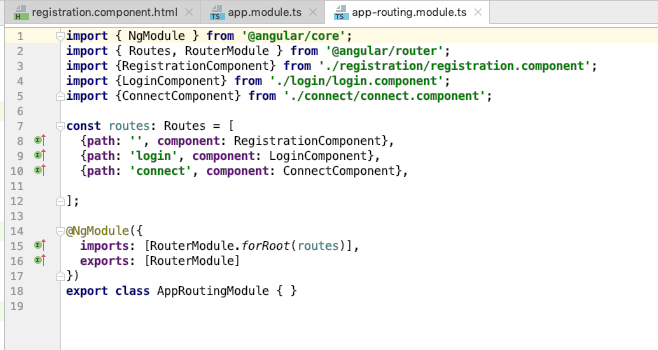 registration.component.html × app.module.ts × app-routing.module.ts ×
1 import { NgModule } from '@angular/core';
2 import { Routes, RouterModule } from '@angular/router';
3 import {RegistrationComponent} from './registration/registration.component';
4 import {LoginComponent} from './login/login.component';
5 import {ConnectComponent} from './connect/connect.component';
6
7 const routes: Routes = [
8   {path: '', component: RegistrationComponent},
9   {path: 'login', component: LoginComponent},
10   {path: 'connect', component: ConnectComponent},
11
12 ];
13
14 @NgModule({
15   imports: [RouterModule.forRoot(routes)],
16   exports: [RouterModule]
17 })
18 export class AppRoutingModule { }
19